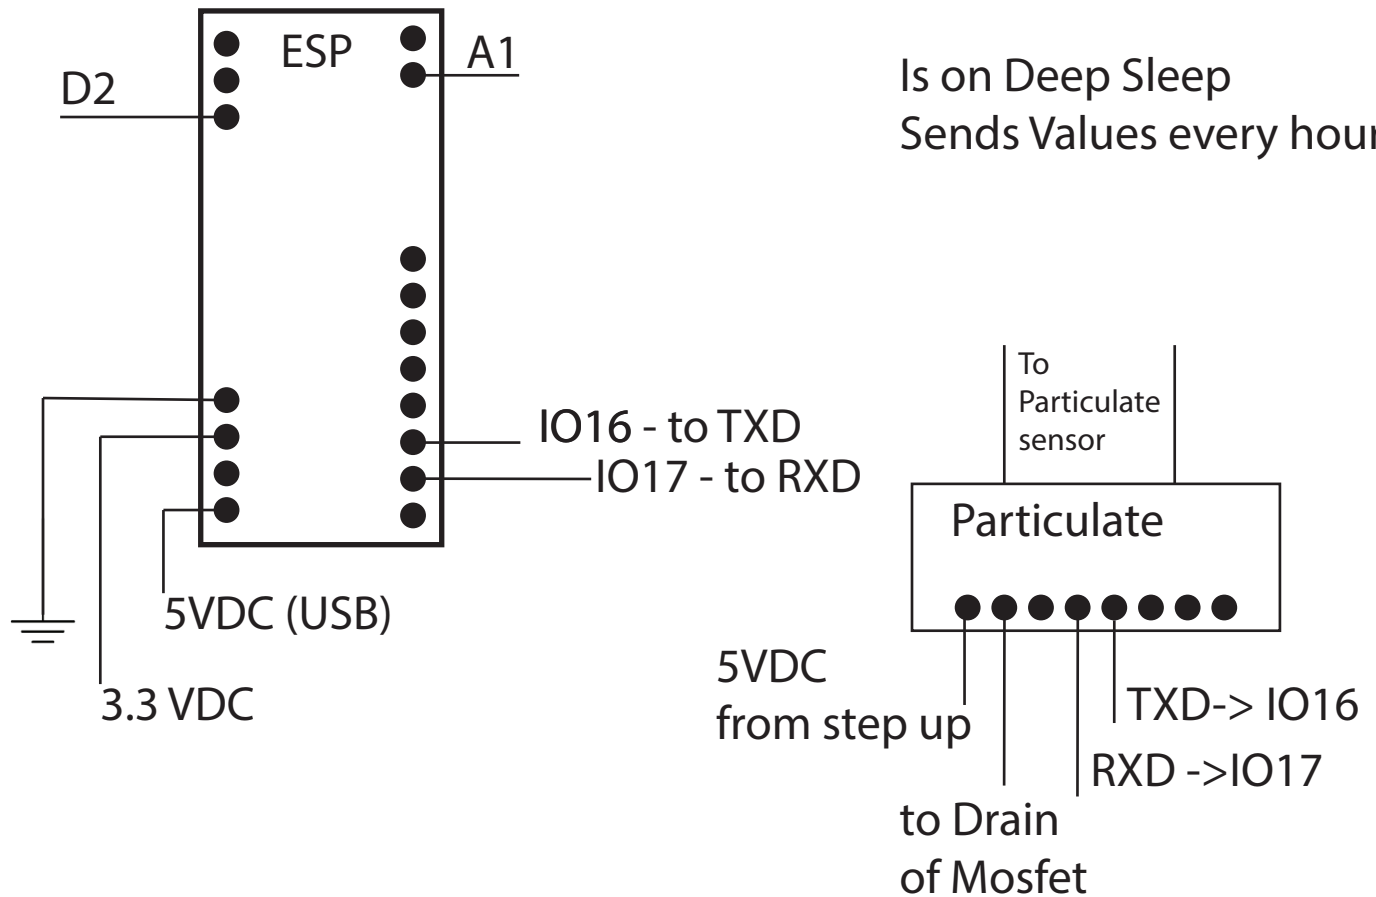 ESP
A1
D2
Is on Deep Sleep
Sends Values every hour
To
Particulate
sensor
IO16 - to TXD
IO17 - to RXD
Particulate
5VDC (USB)
3.3 VDC
5VDC
from step up
TXD-> IO16
RXD ->IO17
to Drain
of Mosfet